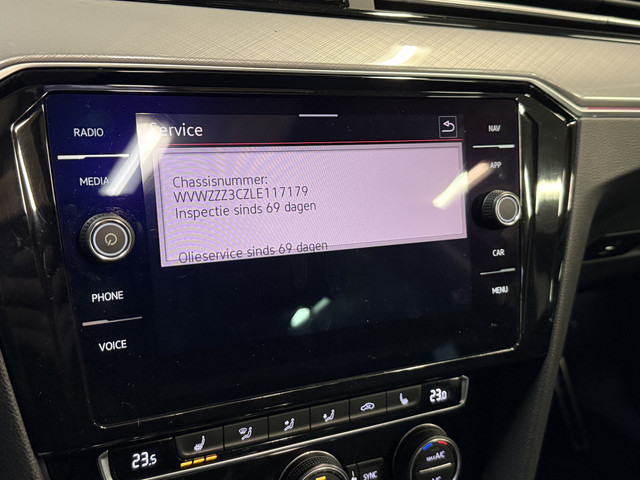 RADIO
Service
NAV
MEDIA
APP
Chassisnummer:
WVWZZZ3CZLE117179
Inspectie sinds 69 dagen
Olieservice sinds 69 dagen
PHONE
CAR
VOICE
MENU
23.5
23.0
SYNC
MAX A/C